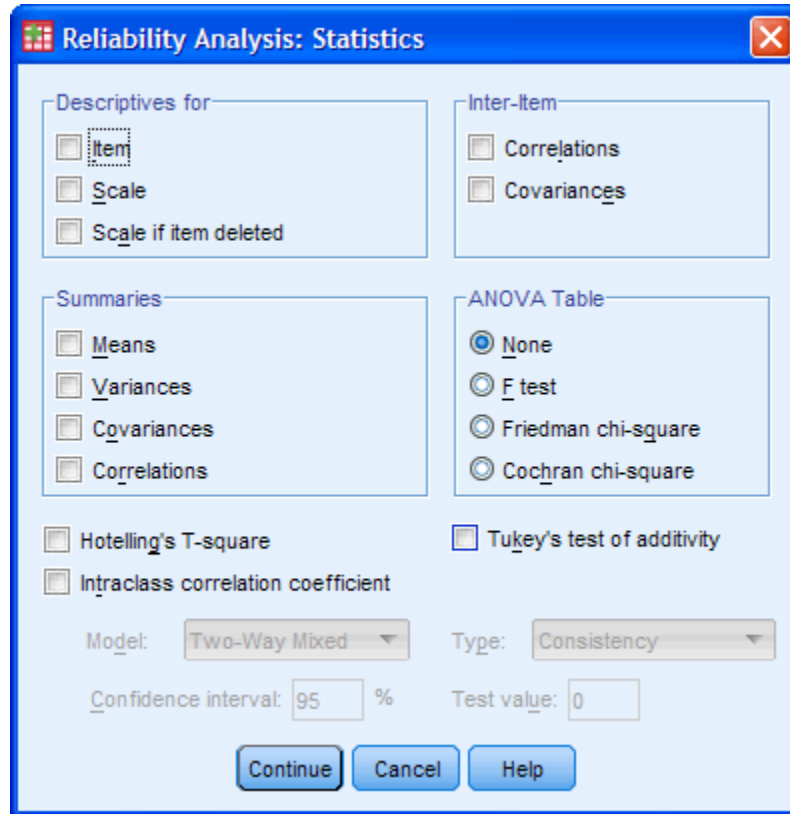 Reliability Analysis: Statistics
Descriptives for
Item
Scale
Scale if item deleted
Inter-Item
Correlations
Covariances
Summaries
Means
Variances
Covariances
Correlations
ANOVA Table
None
F test
Friedman chi-square
Cochran chi-square
Hotelling's T-square
Tukey's test of additivity
Intraclass correlation coefficient
Model: Two-Way Mixed Type: Consistency
Confidence interval: 95 % Test value: 0
Continue Cancel Help